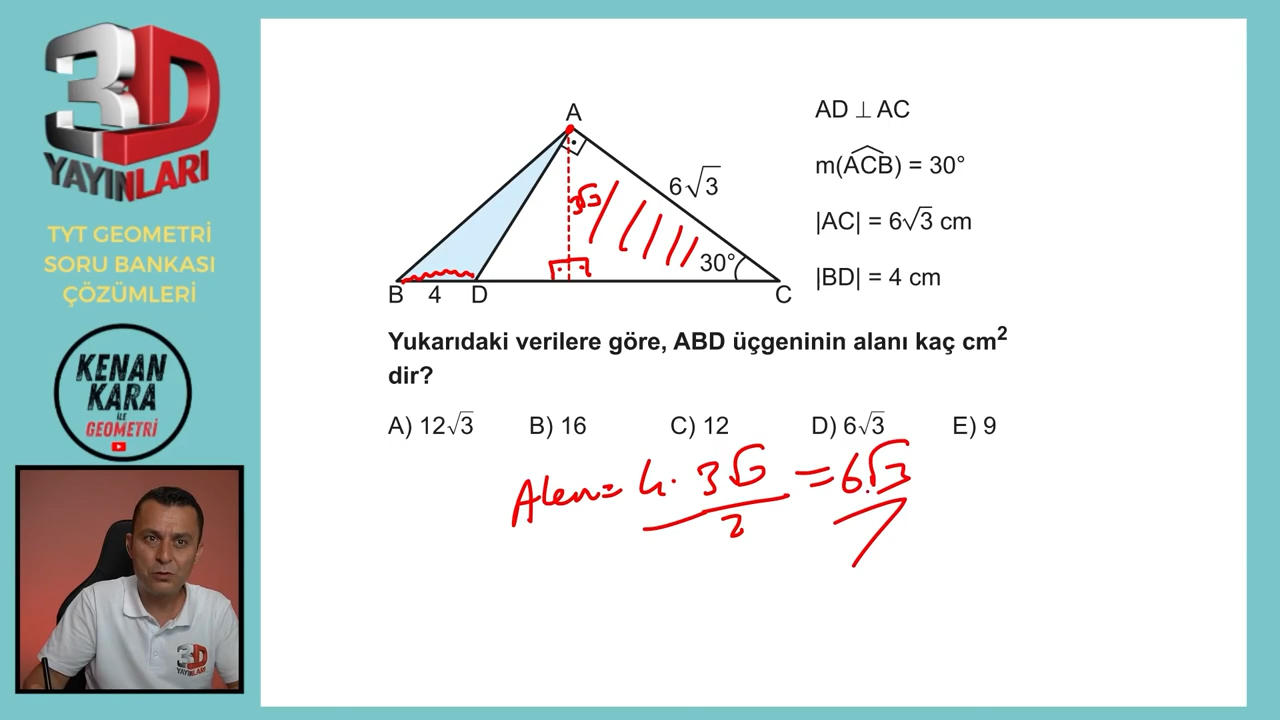 3D
YAYINLARI
TYT GEOMETRİ
SORU BANKASI
ÇÖZÜMLERİ
KENAN
KARA
İLE
GEOMETRİ
3D
YAYINLARI
A
6√3
3√3
30°
B 4 D C
AD ⊥ AC
m(ACB) = 30°
|AC| = 6√3 cm
|BD| = 4 cm
Yukarıdaki verilere göre, ABD üçgeninin alanı kaç cm²
dir?
A) 12√3 B) 16 C) 12 D) 6√3 E) 9
Alan = 4 · 3√3 / 2 = 6√3